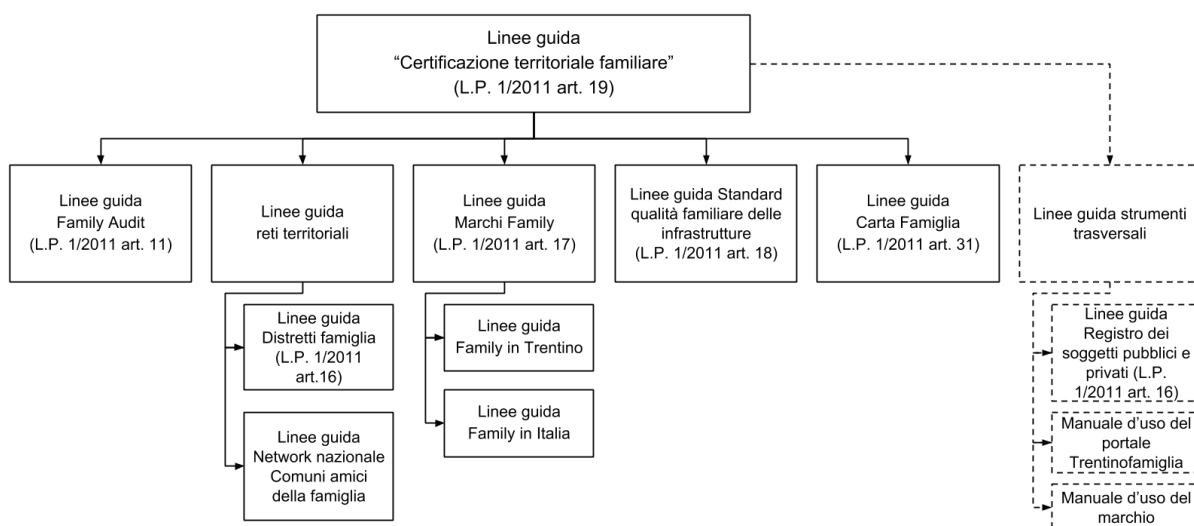 Linee guida
“Certificazione territoriale familiare”
(L.P. 1/2011 art. 19)
Linee guida
Family Audit
(L.P. 1/2011 art. 11)
Linee guida
reti territoriali
Linee guida
Marchi Family
(L.P. 1/2011 art. 17)
Linee guida Standard
qualità familiare delle
infrastrutture
(L.P. 1/2011 art. 18)
Linee guida
Carta Famiglia
(L.P. 1/2011 art. 31)
Linee guida strumenti
trasversali
Linee guida
Distretti famiglia
(L.P. 1/2011
art.16)
Linee guida
Network nazionale
Comuni amici
della famiglia
Linee guida
Family in Trentino
Linee guida
Family in Italia
Linee guida
Registro dei
soggetti pubblici e
privati (L.P.
1/2011 art. 16)
Manuale d’uso del
portale
Trentinofamiglia
Manuale d’uso del
marchio